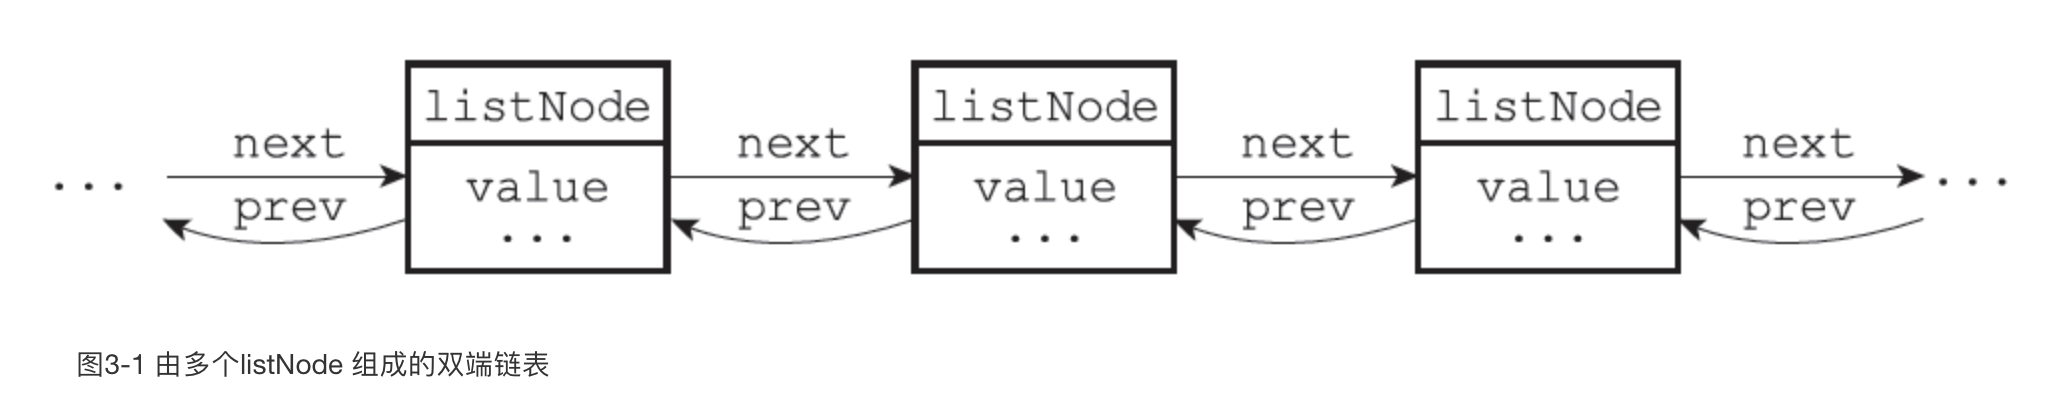 listNode listNode listNode
next next next next
... value value value ...
prev prev prev prev
... ... ...
图3-1 由多个listNode 组成的双端链表